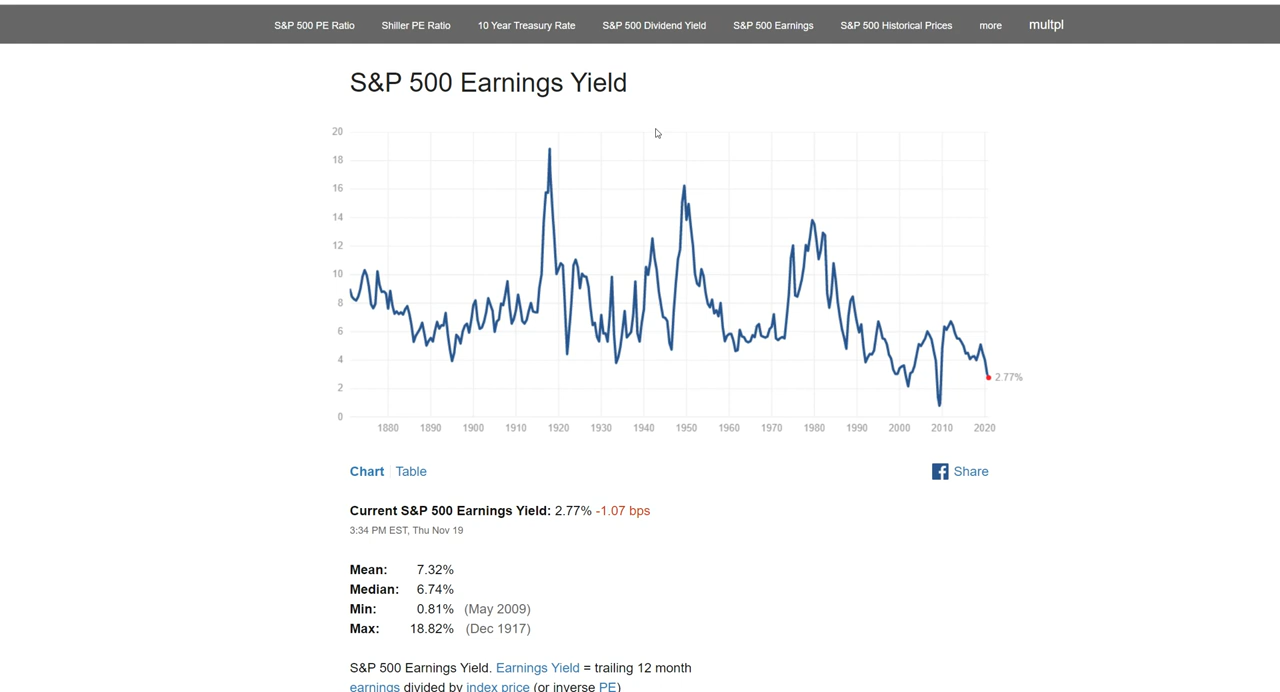 S&P 500 PE Ratio Shiller PE Ratio 10 Year Treasury Rate S&P 500 Dividend Yield S&P 500 Earnings S&P 500 Historical Prices more multpl
S&P 500 Earnings Yield
20
18
16
14
12
10
8
6
4
2
0
2.77%
1880 1890 1900 1910 1920 1930 1940 1950 1960 1970 1980 1990 2000 2010 2020
Chart Table Share
Current S&P 500 Earnings Yield: 2.77% -1.07 bps
3:34 PM EST, Thu Nov 19
Mean: 7.32%
Median: 6.74%
Min: 0.81% (May 2009)
Max: 18.82% (Dec 1917)
S&P 500 Earnings Yield. Earnings Yield = trailing 12 month
earnings divided by index price (or inverse PE)